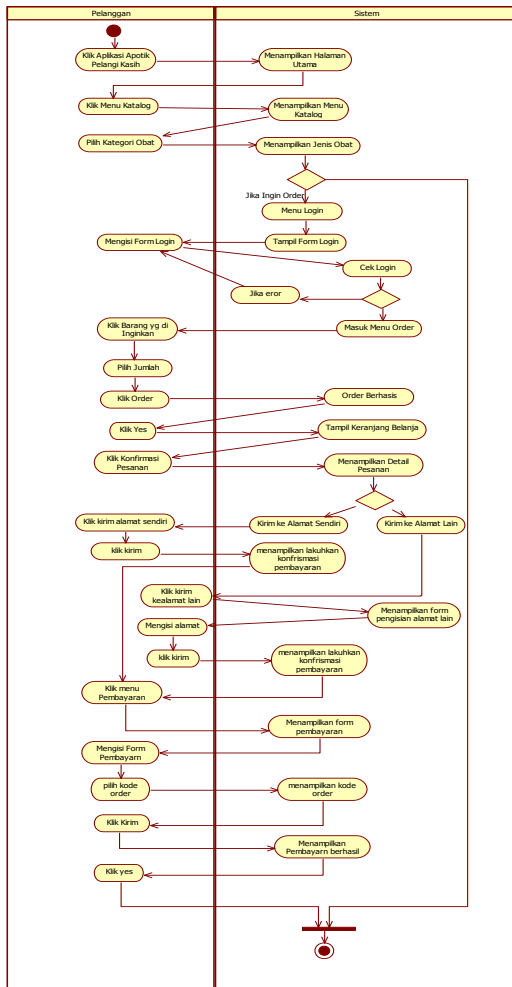 Pelanggan
Sistem
Klik Aplikasi Apotik
Pelangi Kasih
Menampilkan Halaman
Utama
Klik Menu Katalog
Menampilkan Menu
Katalog
Pilih Kategori Obat
Menampilkan Jenis Obat
Jika Ingin Order
Menu Login
Mengisi Form Login
Tampil Form Login
Cek Login
Jika eror
Klik Barang yg di
Inginkan
Masuk Menu Order
Pilih Jumlah
Klik Order
Order Berhasis
Klik Yes
Tampil Keranjang Belanja
Klik Konfirmasi
Pesanan
Menampilkan Detail
Pesanan
Klik kirim alamat sendiri
Kirim ke Alamat Sendiri
Kirim ke Alamat Lain
klik kirim
menampilkan lakuhkan
konfrismasi
pembayaran
Klik kirim
kealamat lain
Menampilkan form
pengisian alamat lain
Mengisi alamat
klik kirim
menampilkan lakuhkan
konfrismasi
pembayaran
Klik menu
Pembayaran
Menampilkan form
pembayaran
Mengisi Form
Pembayarn
pilih kode
order
menampilkan kode
order
Klik Kirim
Menampilkan
Pembayarn berhasil
Klik yes